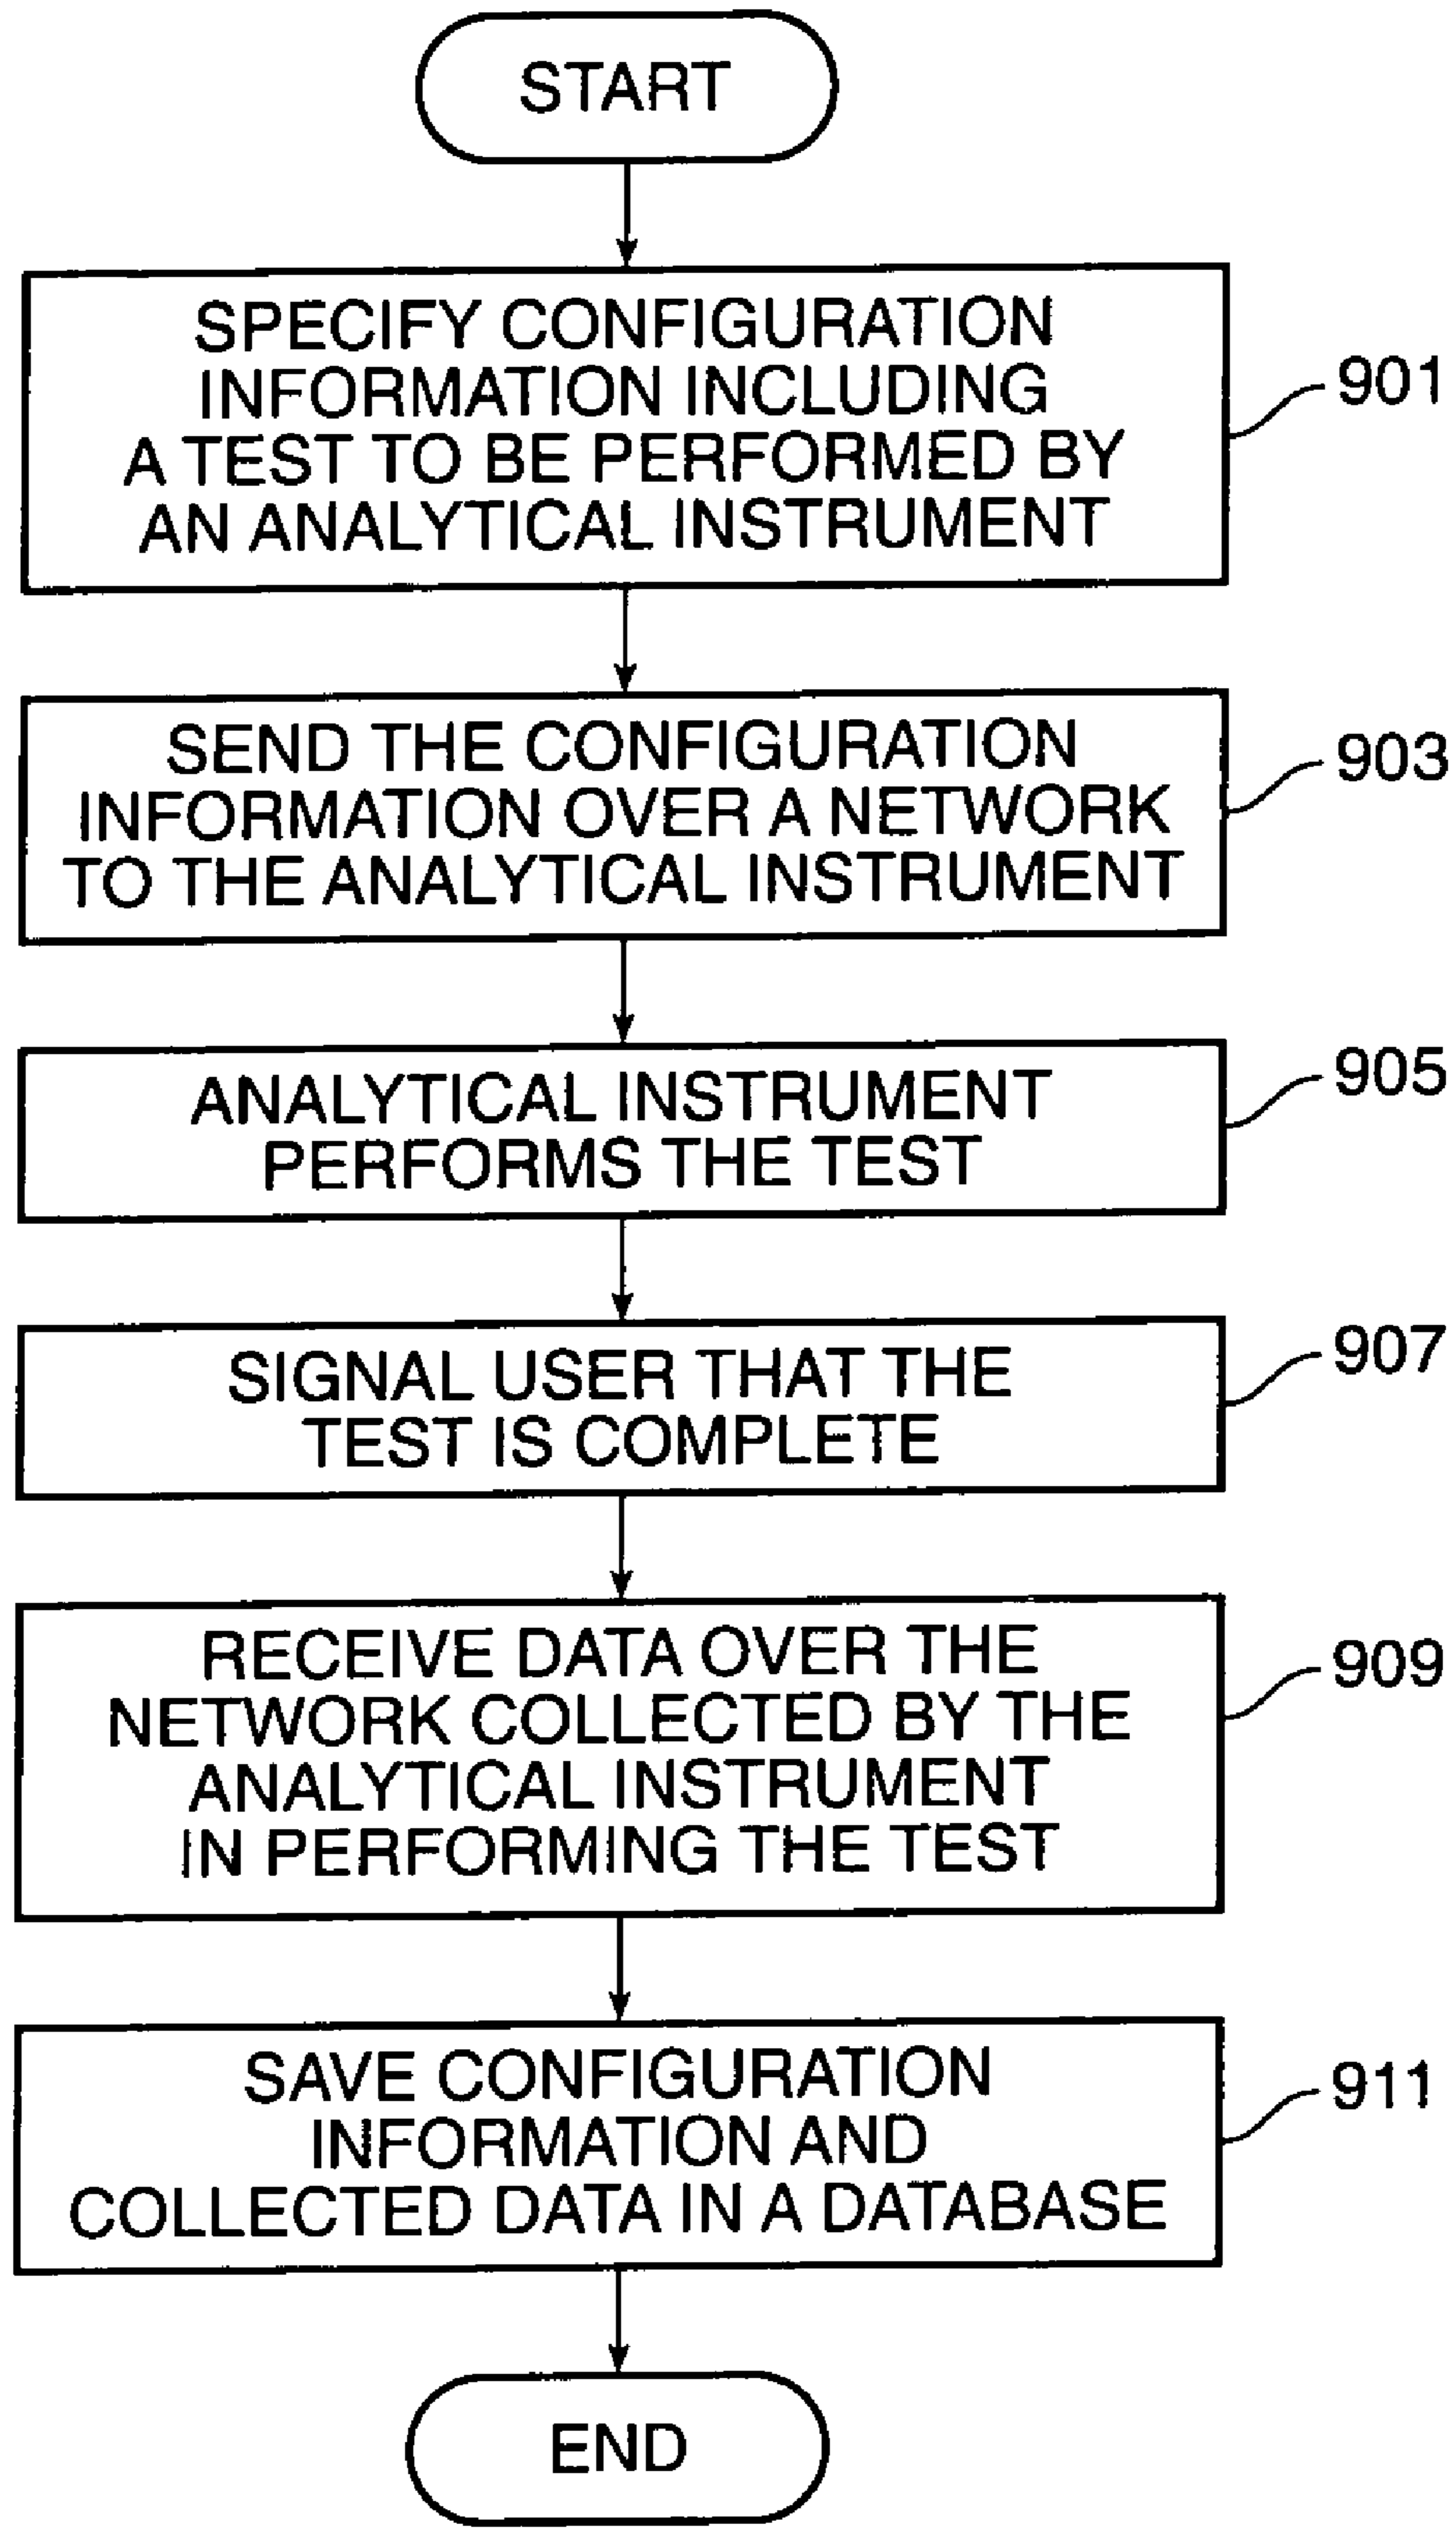 START
SPECIFY CONFIGURATION
INFORMATION INCLUDING
A TEST TO BE PERFORMED BY
AN ANALYTICAL INSTRUMENT
901
SEND THE CONFIGURATION
INFORMATION OVER A NETWORK
TO THE ANALYTICAL INSTRUMENT
903
ANALYTICAL INSTRUMENT
PERFORMS THE TEST
905
SIGNAL USER THAT THE
TEST IS COMPLETE
907
RECEIVE DATA OVER THE
NETWORK COLLECTED BY THE
ANALYTICAL INSTRUMENT
IN PERFORMING THE TEST
909
SAVE CONFIGURATION
INFORMATION AND
COLLECTED DATA IN A DATABASE
911
END